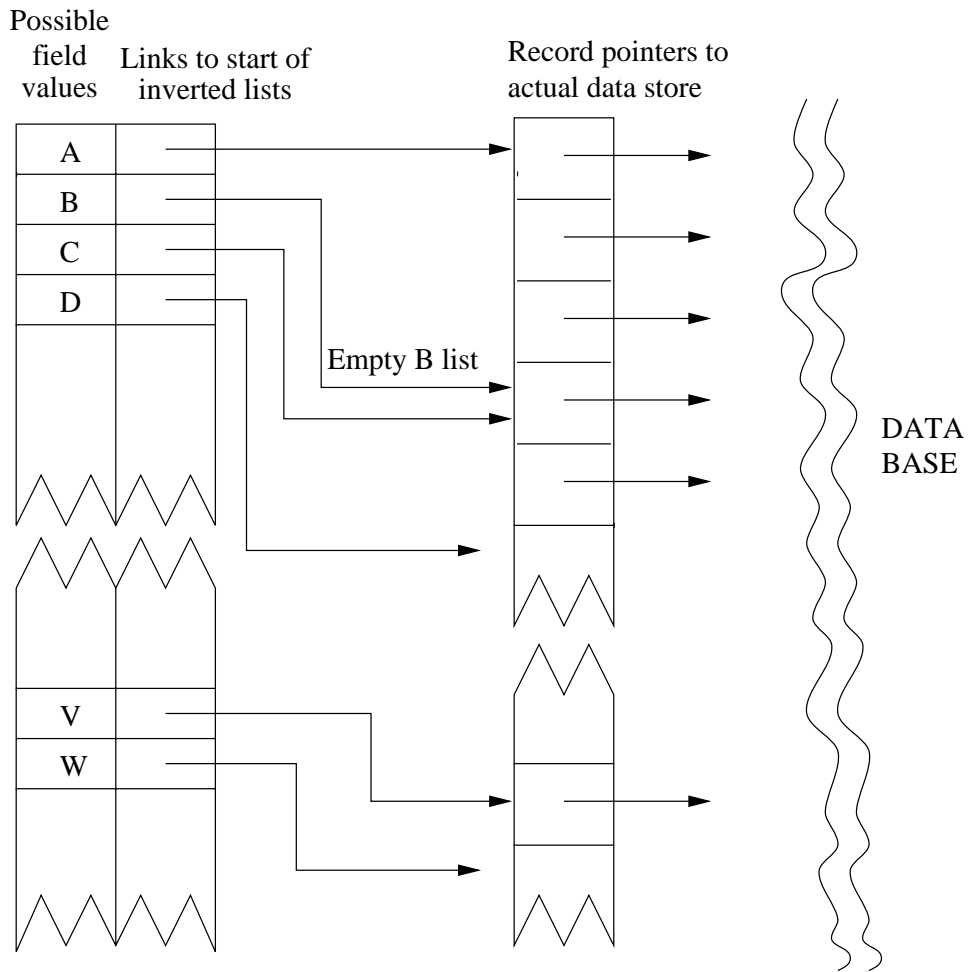 Possible
field
values
Links to start of
inverted lists
Record pointers to
actual data store
A
B
C
D
Empty B list
DATA
BASE
V
W